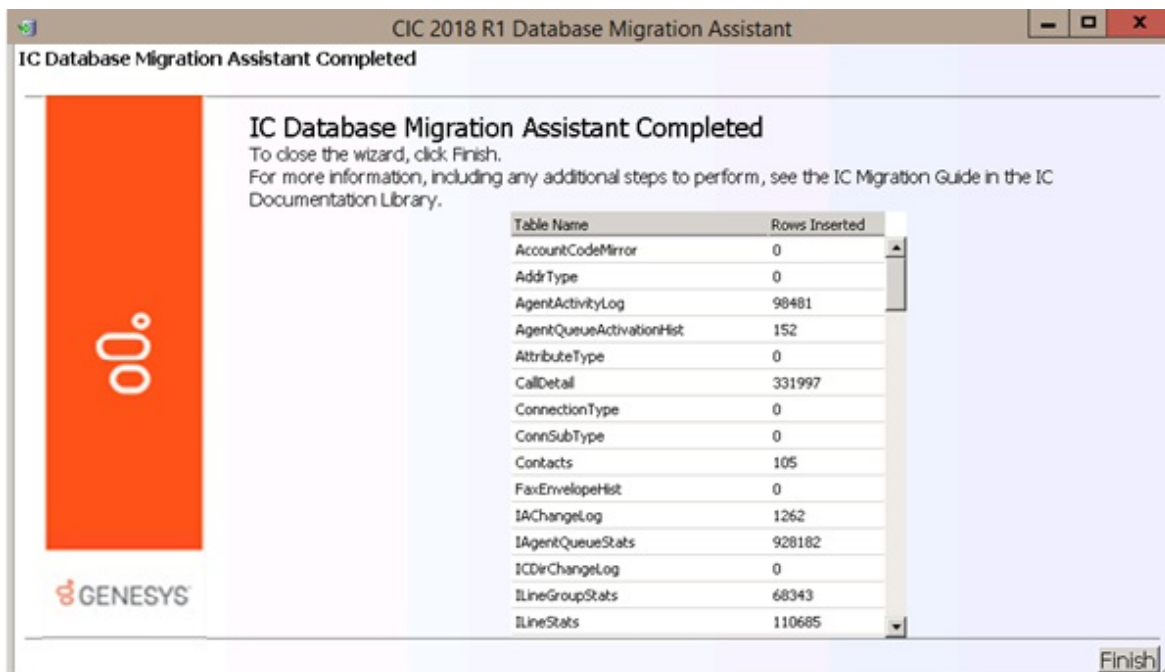 CIC 2018 R1 Database Migration Assistant
IC Database Migration Assistant Completed
IC Database Migration Assistant Completed
To close the wizard, click Finish.
For more information, including any additional steps to perform, see the IC Migration Guide in the IC
Documentation Library.
Table Name Rows Inserted
AccountCodeMirror 0
AddrType 0
AgentActivityLog 98481
AgentQueueActivationHist 152
AttributeType 0
CallDetail 331997
ConnectionType 0
ConnSubType 0
Contacts 105
FaxEnvelopeHist 0
IAChangeLog 1262
IAgentQueueStats 928182
ICDirChangeLog 0
ILineGroupStats 68343
ILineStats 110685
GENESYS
Finish